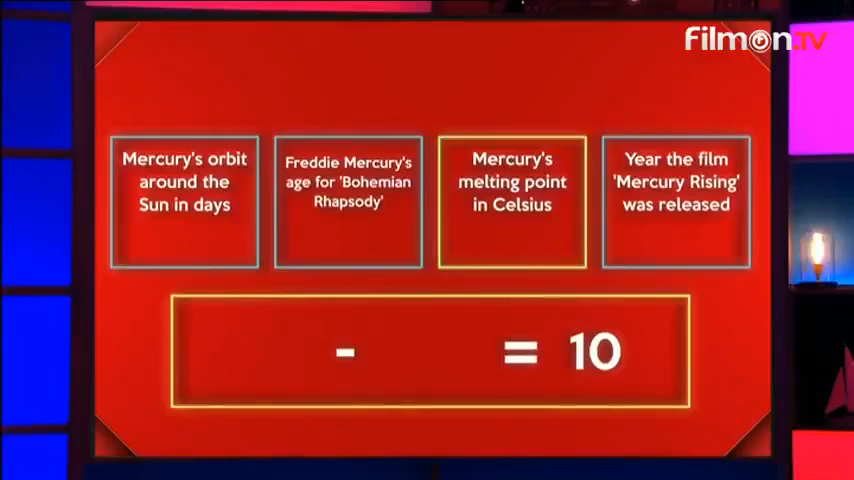 Filmon.TV
Mercury's orbit
around the
Sun in days
Freddie Mercury's
age for 'Bohemian
Rhapsody'
Mercury's
melting point
in Celsius
Year the film
'Mercury Rising'
was released
- = 10